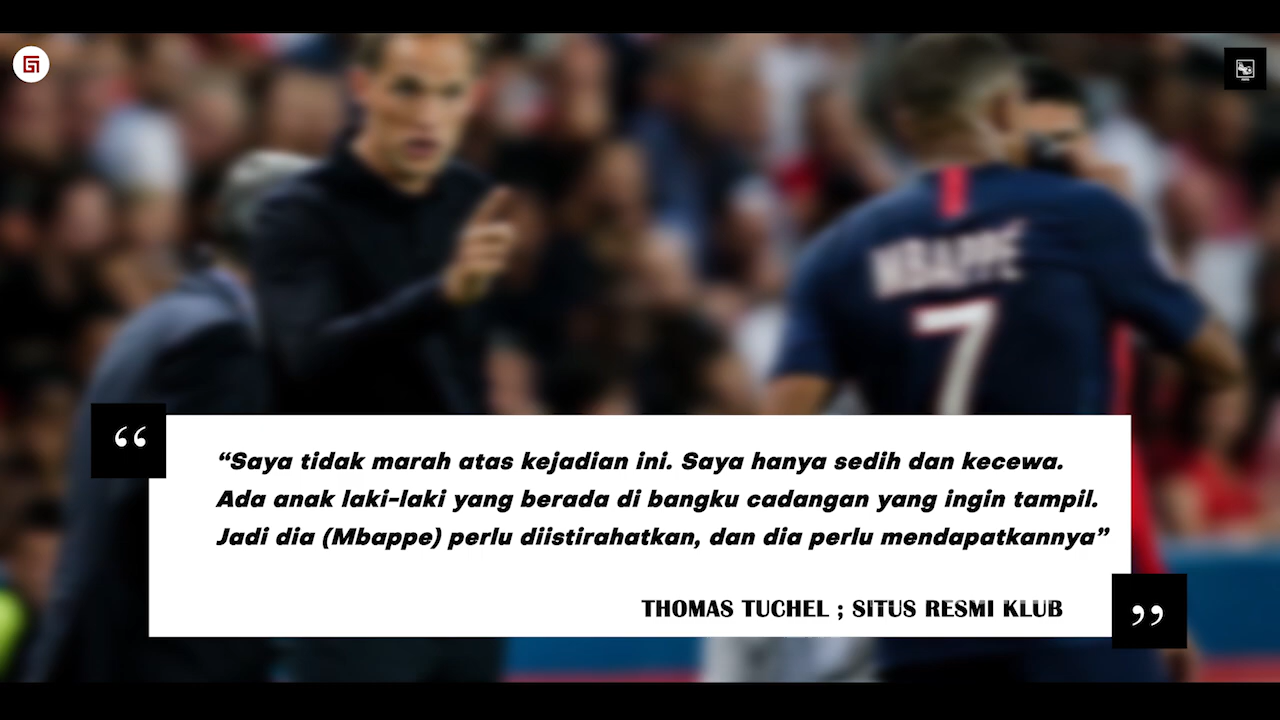 MBAPPÉ
7
“Saya tidak marah atas kejadian ini. Saya hanya sedih dan kecewa.
Ada anak laki-laki yang berada di bangku cadangan yang ingin tampil.
Jadi dia (Mbappe) perlu diistirahatkan, dan dia perlu mendapatkannya”
THOMAS TUCHEL ; SITUS RESMI KLUB